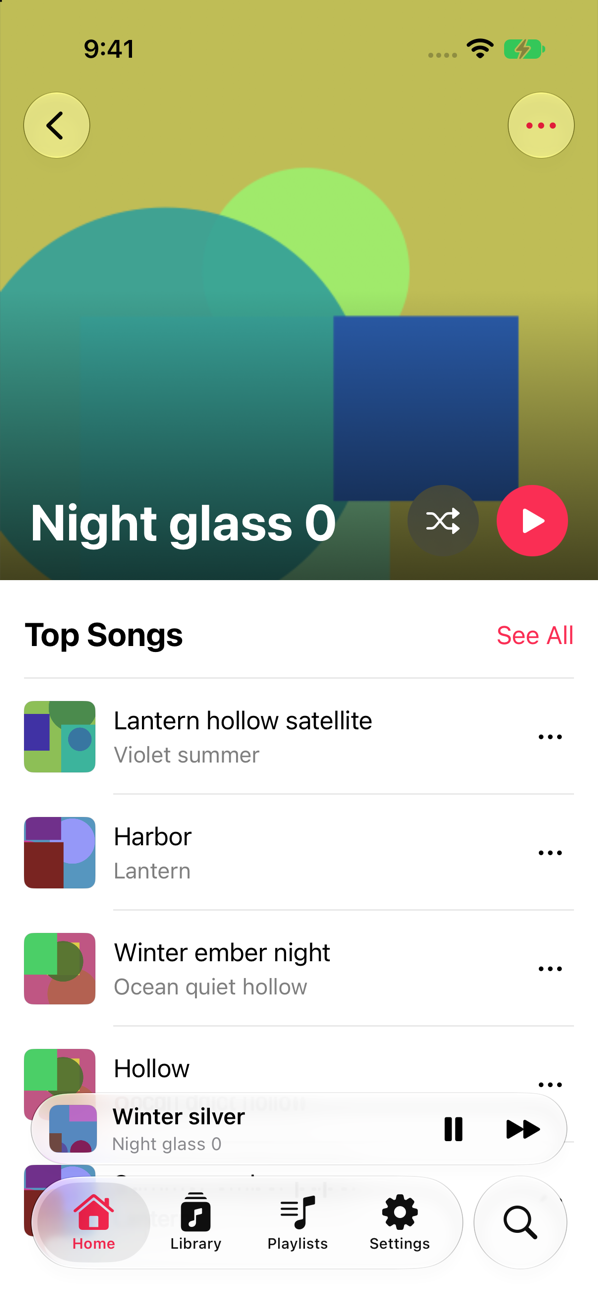 9:41
Night glass 0
Top Songs
See All
Lantern hollow satellite
Violet summer
Harbor
Lantern
Winter ember night
Ocean quiet hollow
Hollow
Winter silver
Night glass 0
Home
Library
Playlists
Settings